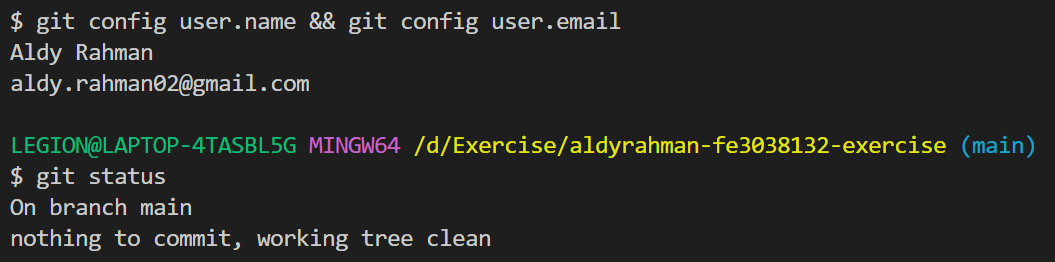 $ git config user.name && git config user.email
Aldy Rahman
aldy.rahman02@gmail.com
LEGION@LAPTOP-4TASBL5G MINGW64 /d/Exercise/aldyrahman-fe3038132-exercise (main)
$ git status
On branch main
nothing to commit, working tree clean